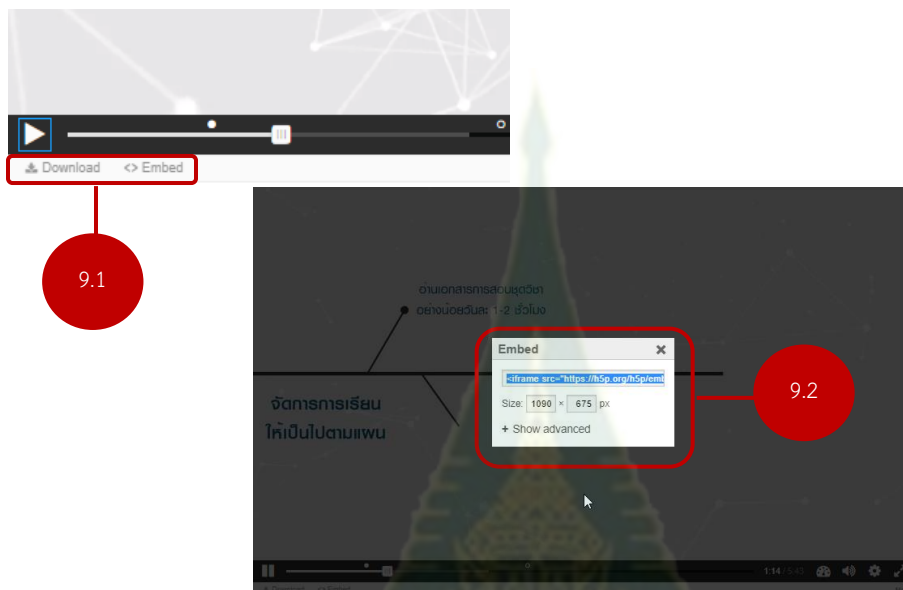 Download <> Embed
9.1
อ่านเอกสารการสอนชุดวิชา
อย่างน้อยวันละ 1-2 ชั่วโมง
จัดการการเรียน
ให้เป็นไปตามแผน
Embed
<iframe src="https://h5p.org/h5p/emb
Size: 1090 × 675 px
+ Show advanced
9.2
1:14 / 5:43